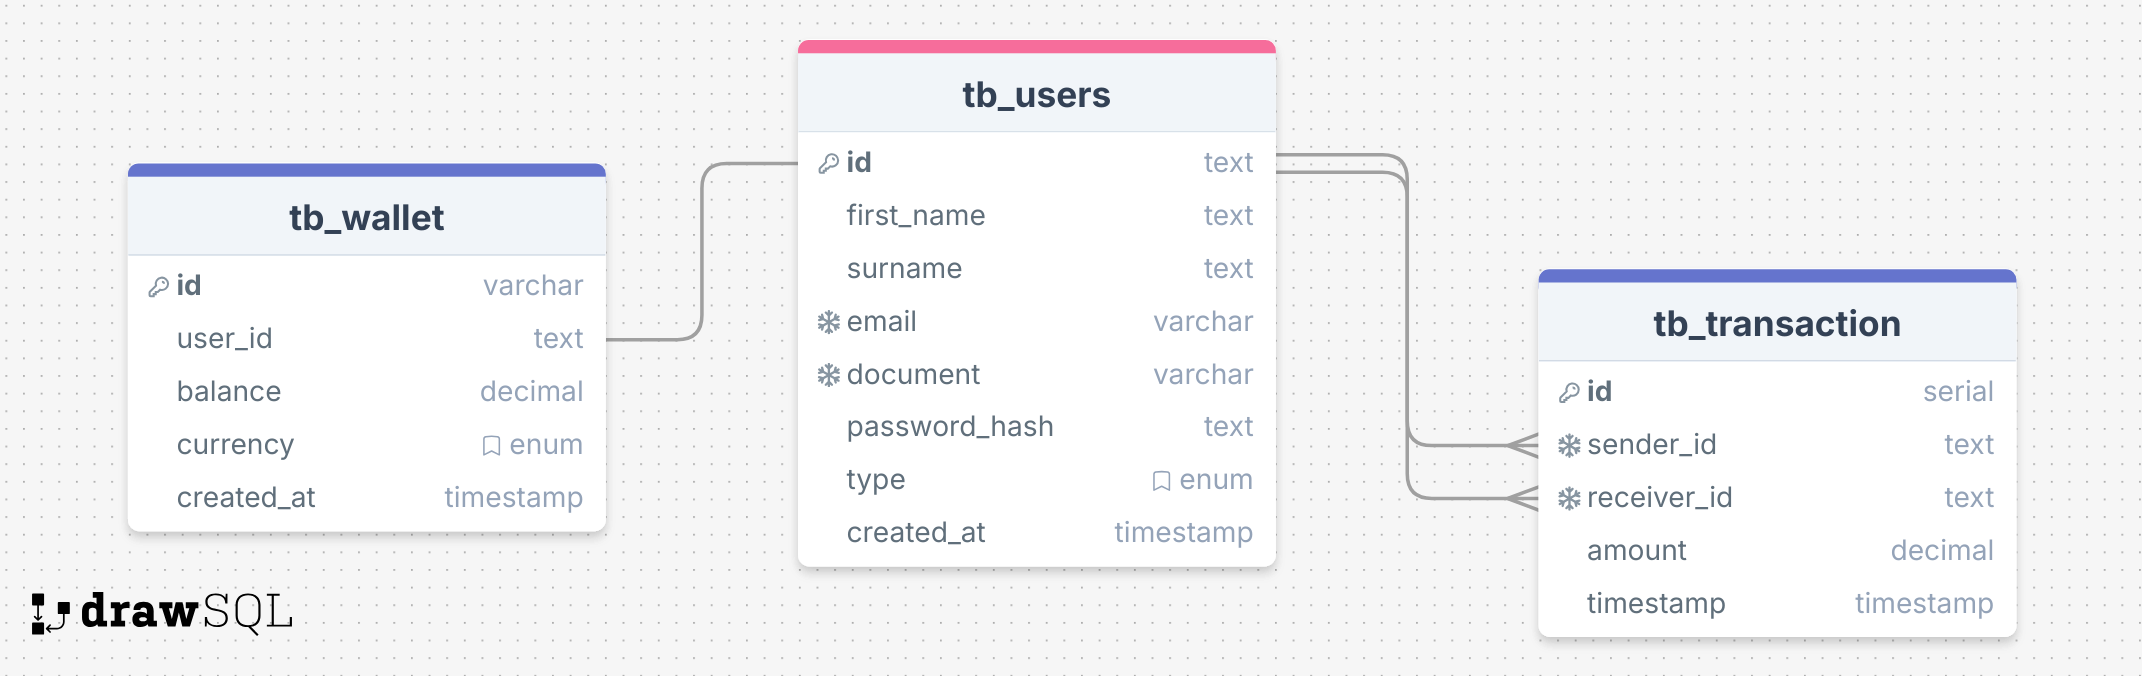 tb_wallet
id varchar
user_id text
balance decimal
currency enum
created_at timestamp
tb_users
id text
first_name text
surname text
email varchar
document varchar
password_hash text
type enum
created_at timestamp
tb_transaction
id serial
sender_id text
receiver_id text
amount decimal
timestamp timestamp
drawSQL